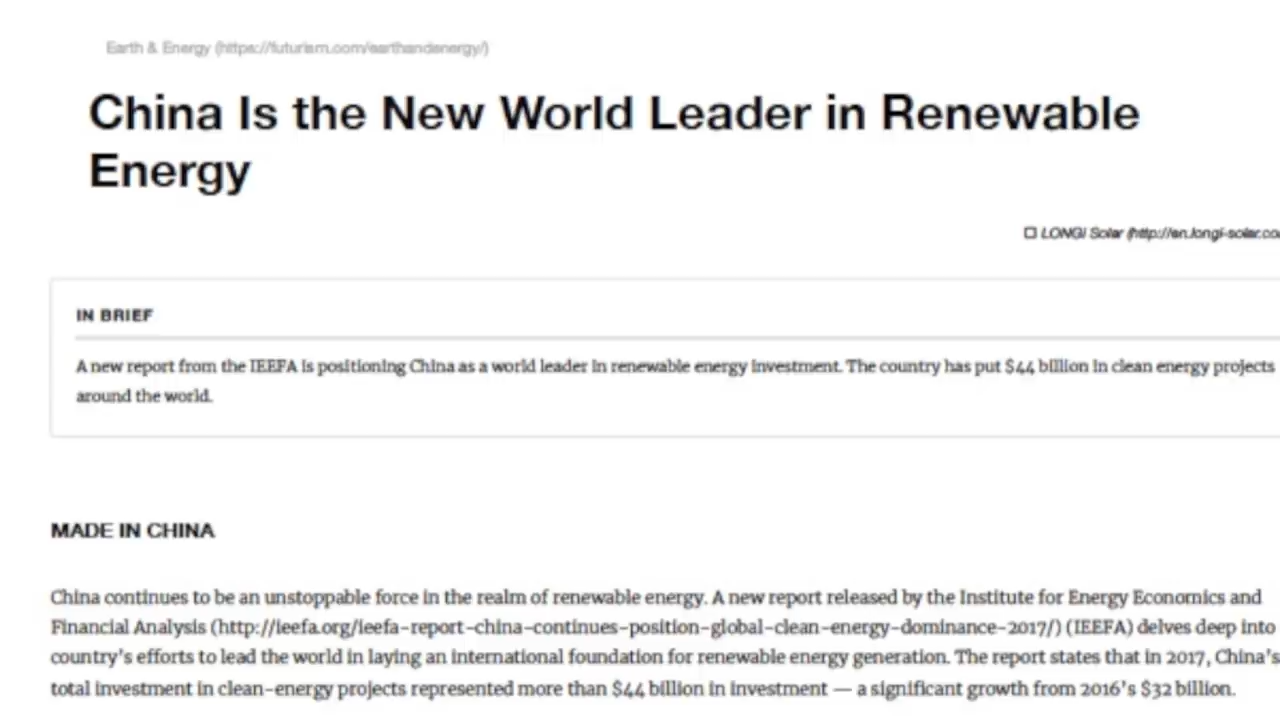 Earth & Energy (https://futurism.com/earthandenergy/)
China Is the New World Leader in Renewable
Energy
☐ LONGi Solar (http://en.longi-solar.co
IN BRIEF
A new report from the IEEFA is positioning China as a world leader in renewable energy investment. The country has put $44 billion in clean energy projects
around the world.
MADE IN CHINA
China continues to be an unstoppable force in the realm of renewable energy. A new report released by the Institute for Energy Economics and
Financial Analysis (http://ieefa.org/ieefa-report-china-continues-position-global-clean-energy-dominance-2017/) (IEEFA) delves deep into
country's efforts to lead the world in laying an international foundation for renewable energy generation. The report states that in 2017, China's
total investment in clean-energy projects represented more than $44 billion in investment — a significant growth from 2016's $32 billion.